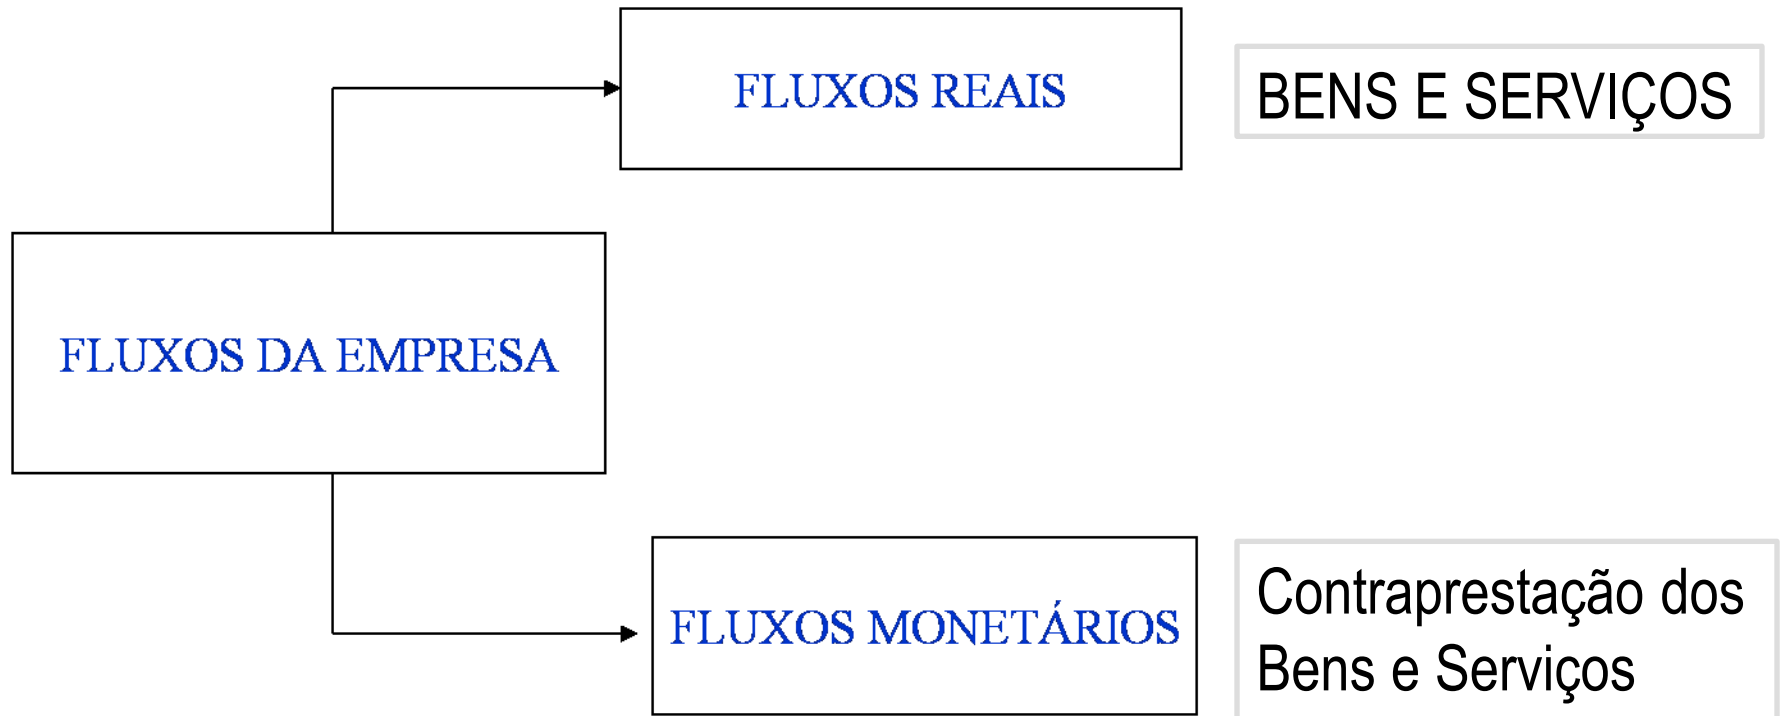 FLUXOS REAIS
BENS E SERVIÇOS
FLUXOS DA EMPRESA
FLUXOS MONETÁRIOS
Contraprestação dos
Bens e Serviços